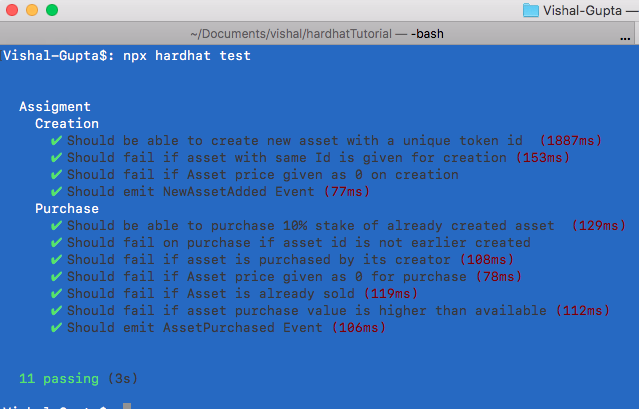 Vishal-Gupta —
~/Documents/vishal/hardhatTutorial — -bash
...
Vishal-Gupta$: npx hardhat test
Assigment
Creation
✔ Should be able to create new asset with a unique token id (1887ms)
✔ Should fail if asset with same Id is given for creation (153ms)
✔ Should fail if Asset price given as 0 on creation
✔ Should emit NewAssetAdded Event (77ms)
Purchase
✔ Should be able to purchase 10% stake of already created asset (129ms)
✔ Should fail on purchase if asset id is not earlier created
✔ Should fail if asset is purchased by its creator (108ms)
✔ Should fail if Asset price given as 0 for purchase (78ms)
✔ Should fail if Asset is already sold (119ms)
✔ Should fail if asset purchase value is higher than available (112ms)
✔ Should emit AssetPurchased Event (106ms)
11 passing (3s)
Vishal-Gupta$: